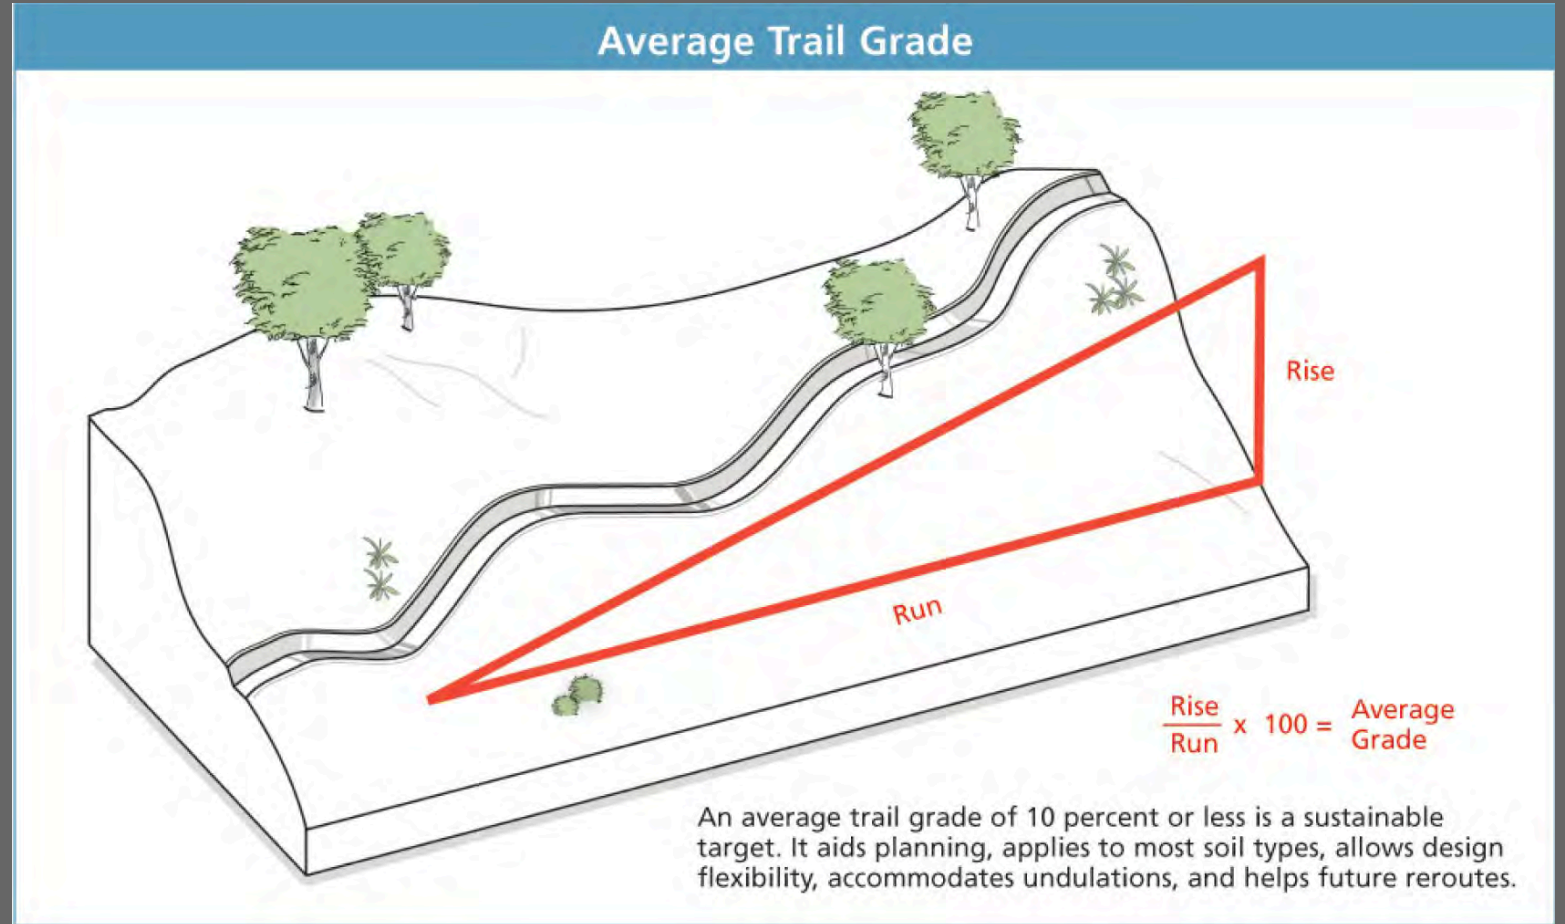 Average Trail Grade
Rise
Run
Rise
Run
x 100 =
Average
Grade
An average trail grade of 10 percent or less is a sustainable
target. It aids planning, applies to most soil types, allows design
flexibility, accommodates undulations, and helps future reroutes.